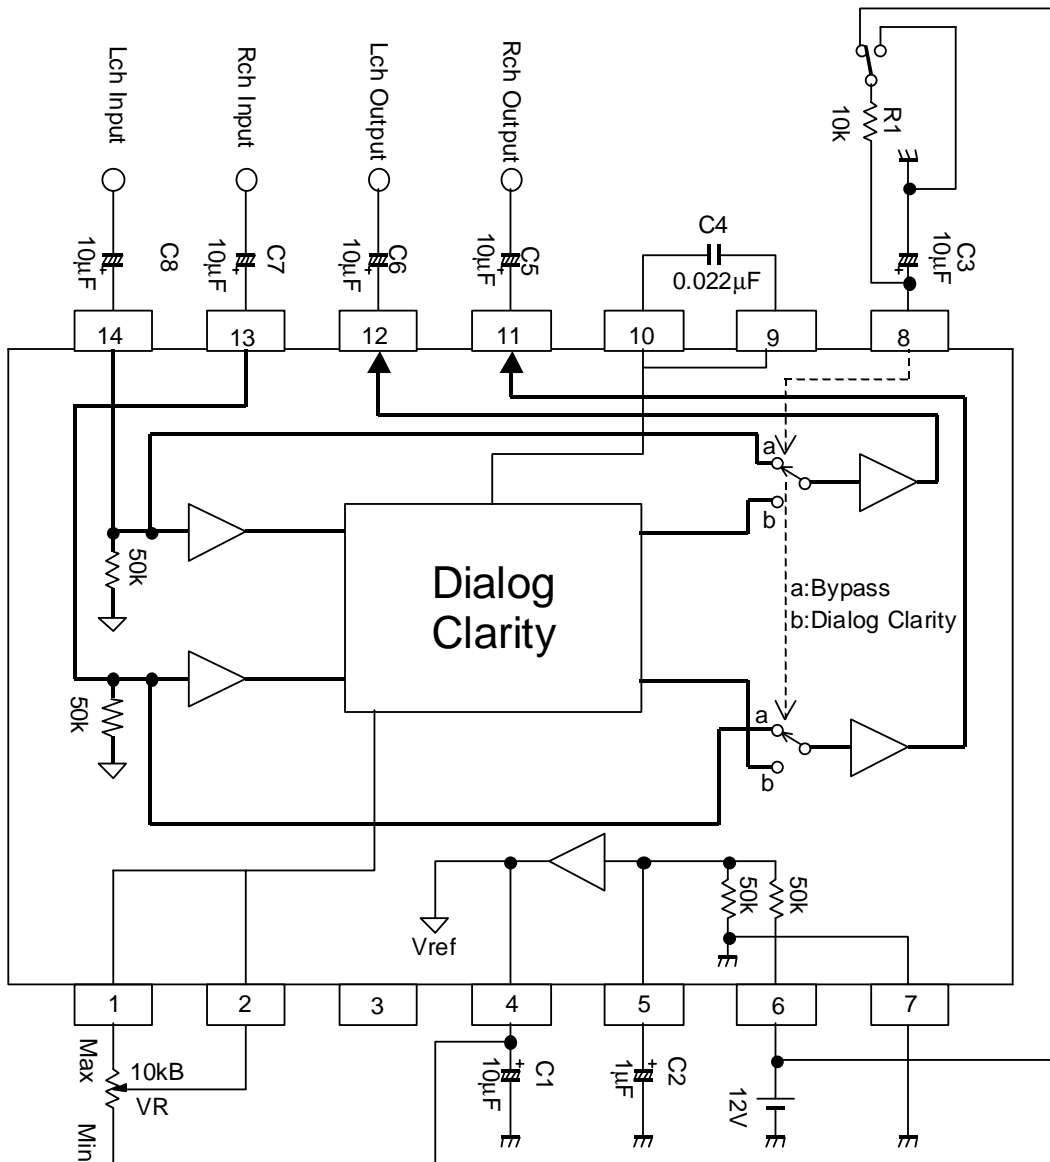 Lch Input
Rch Input
Lch Output
Rch Output
R1
10k
C8
10µF
+
C7
10µF
+
C6
10µF
+
C5
10µF
+
C4
0.022µF
C3
10µF
+
14
13
12
11
10
9
8
a
b
50k
Dialog
Clarity
a:Bypass
b:Dialog Clarity
50k
a
b
50k
50k
Vref
1
2
3
4
5
6
7
Max
10kB
VR
Min
+
C1
10µF
+
C2
1µF
12V